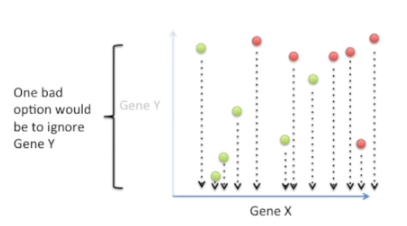 One bad
option would
be to ignore
Gene Y
Gene Y
Gene X